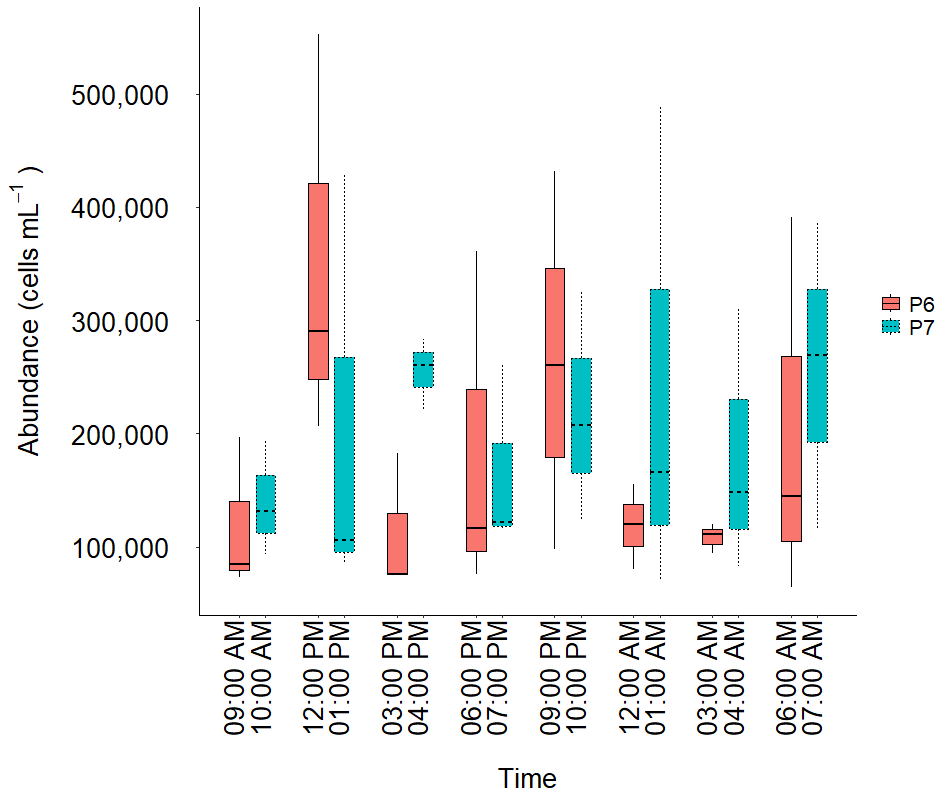 Abundance (cells mL⁻¹ )
500,000
400,000
300,000
200,000
100,000
09:00 AM
10:00 AM
12:00 PM
01:00 PM
03:00 PM
04:00 PM
06:00 PM
07:00 PM
09:00 PM
10:00 PM
12:00 AM
01:00 AM
03:00 AM
04:00 AM
06:00 AM
07:00 AM
Time
P6
P7